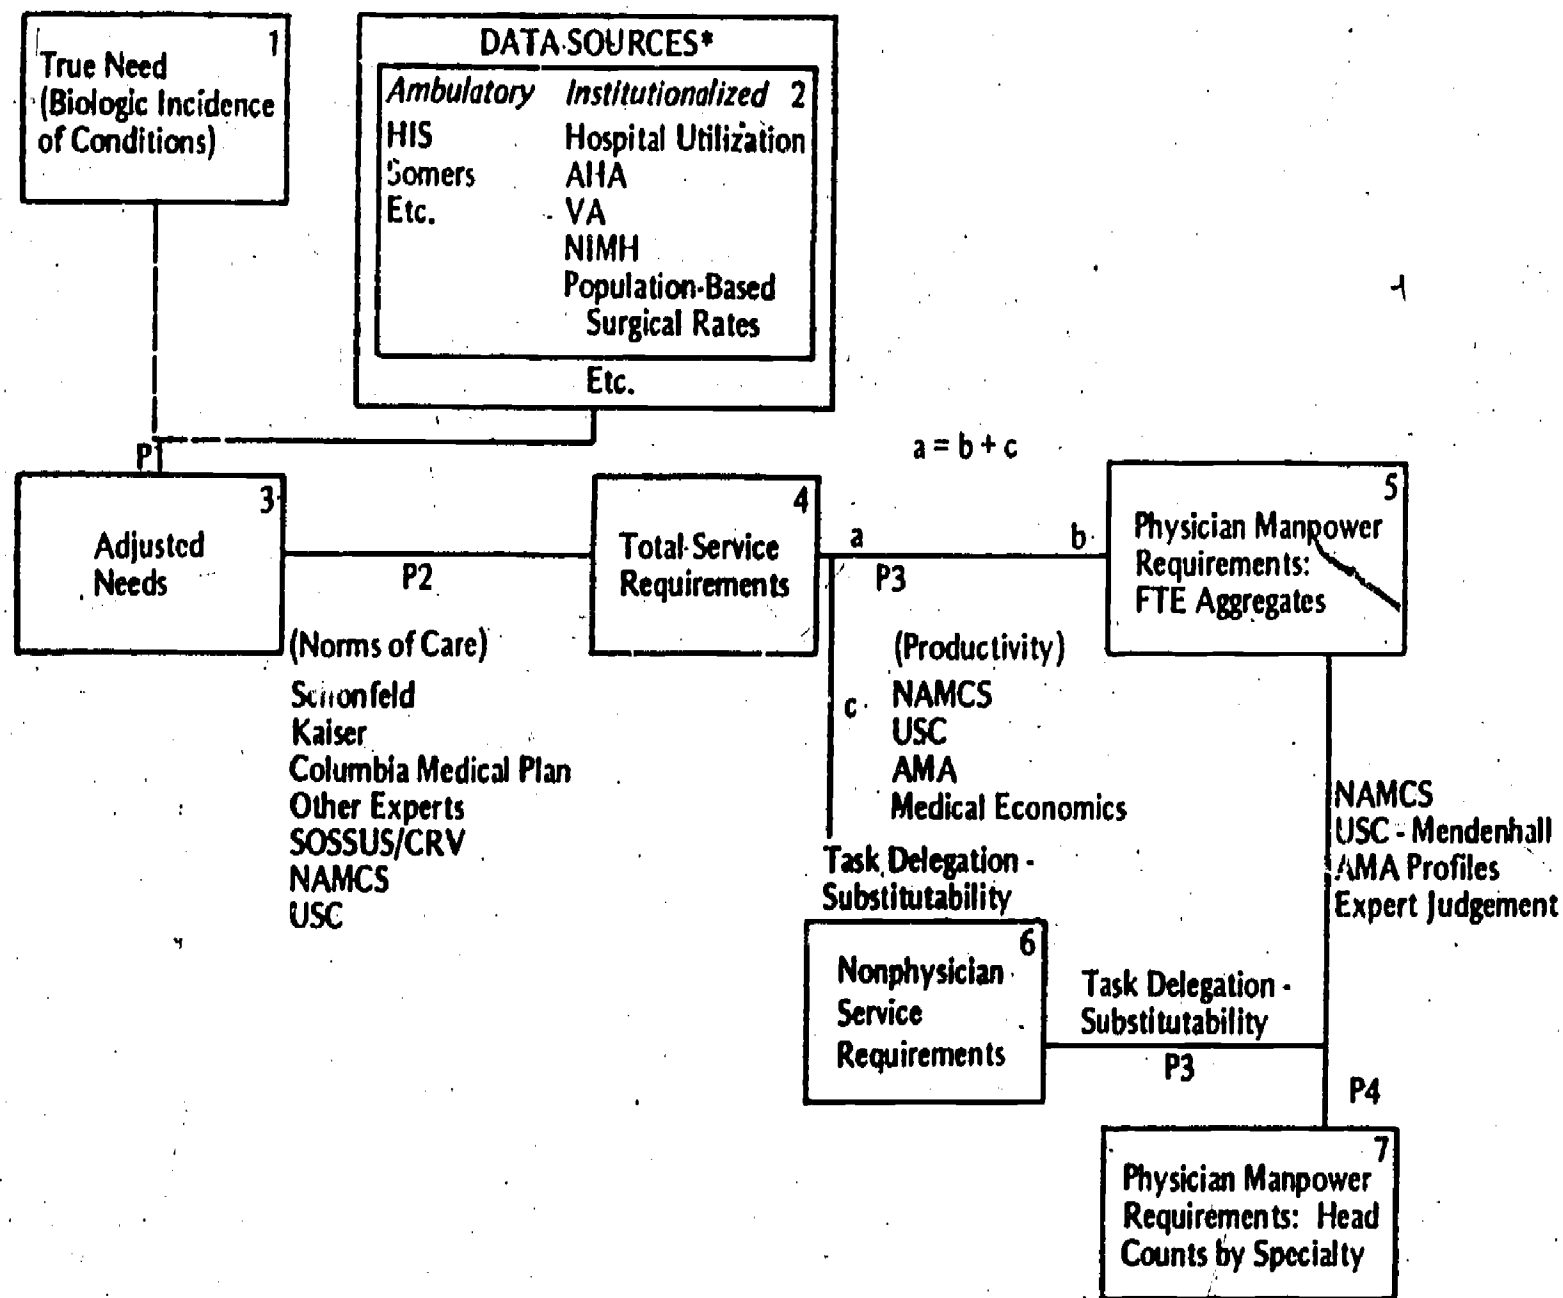 1
True Need
(Biologic Incidence
of Conditions)
DATA SOURCES*
Ambulatory Institutionalized 2
HIS Hospital Utilization
Somers AHA
Etc. VA
NIMH
Population-Based
Surgical Rates
Etc.
P1
a = b + c
3
Adjusted
Needs
P2
(Norms of Care)
Schonfeld
Kaiser
Columbia Medical Plan
Other Experts
SOSSUS/CRV
NAMCS
USC
4
Total Service
Requirements
a
b
P3
c
(Productivity)
NAMCS
USC
AMA
Medical Economics
5
Physician Manpower
Requirements:
FTE Aggregates
Task Delegation -
Substitutability
NAMCS
USC - Mendenhall
AMA Profiles
Expert Judgement
6
Nonphysician
Service
Requirements
Task Delegation -
Substitutability
P3
P4
7
Physician Manpower
Requirements: Head
Counts by Specialty